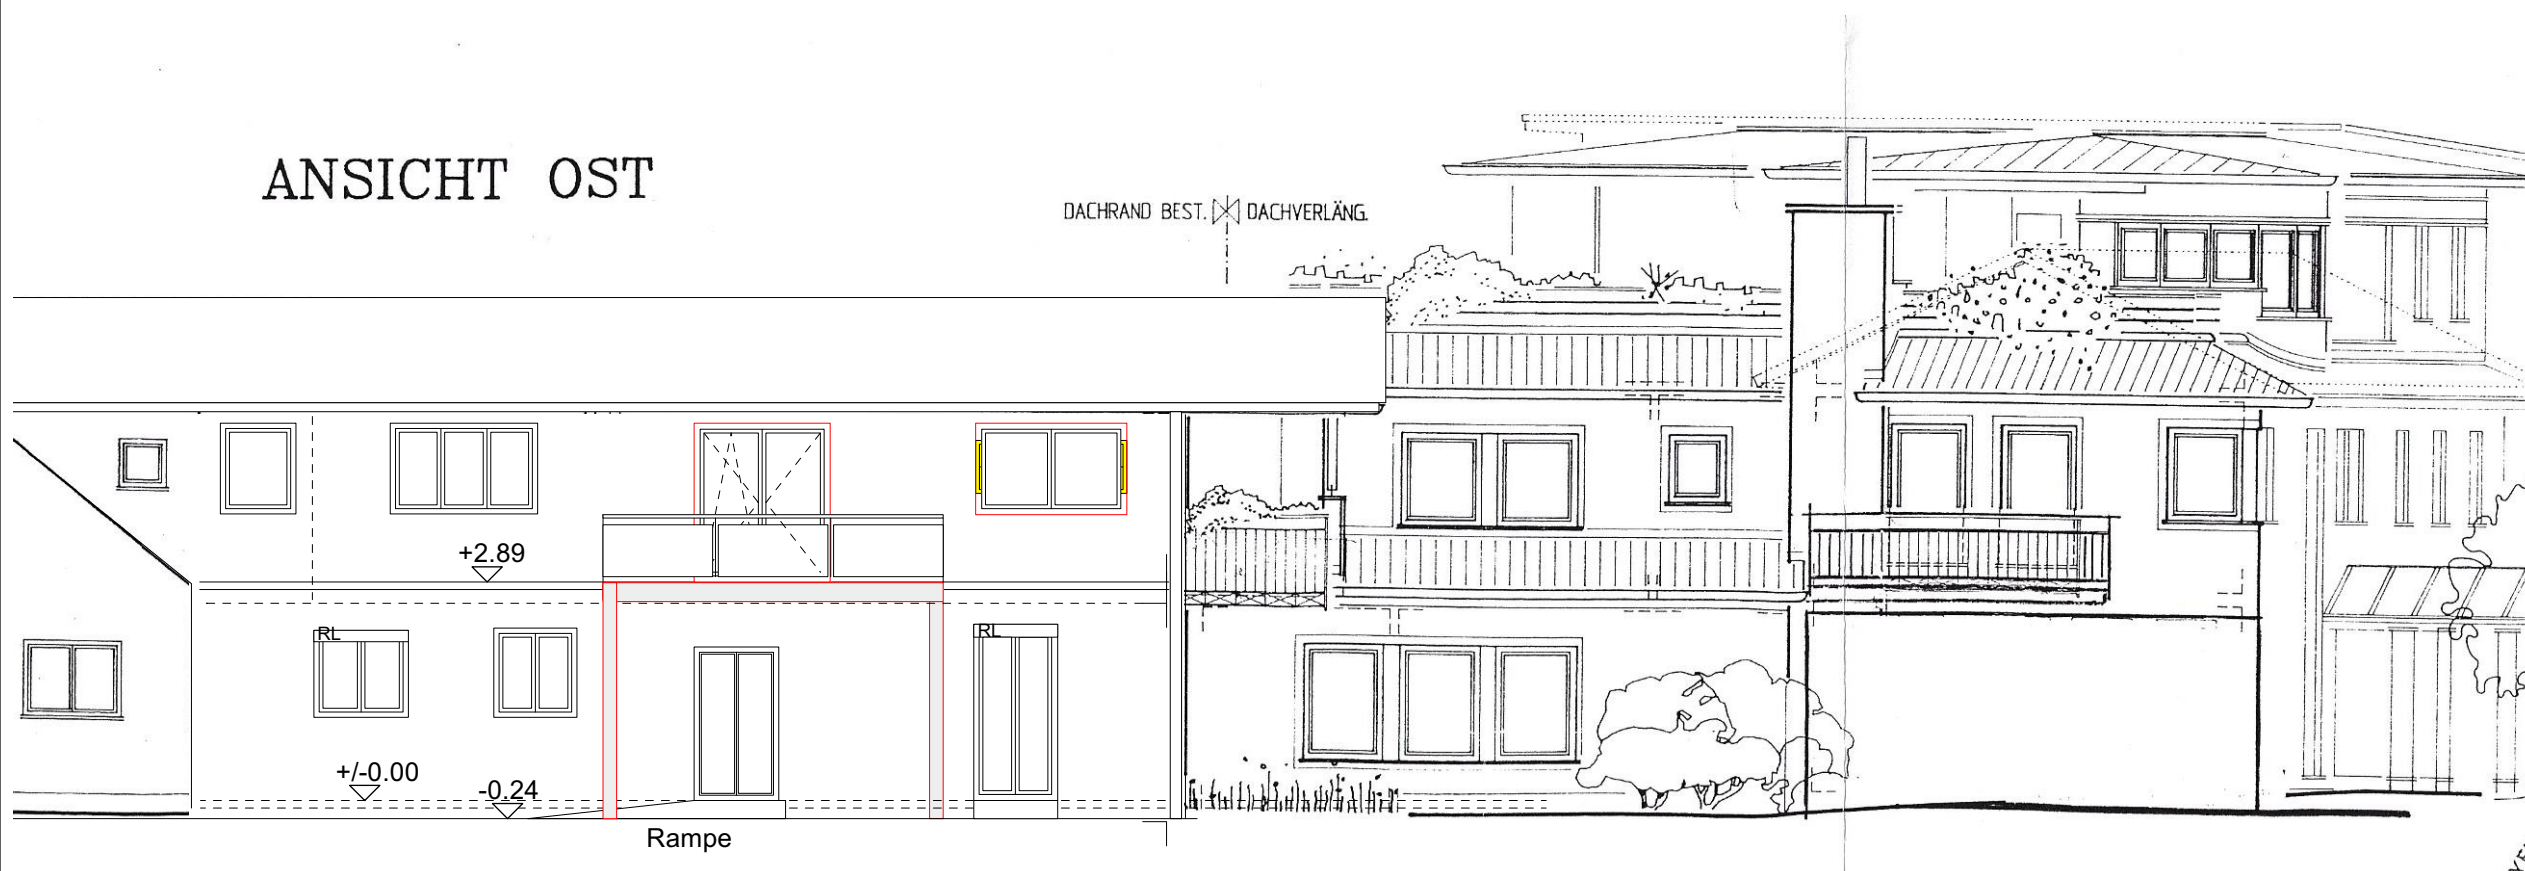 ANSICHT OST
DACHRAND BEST. DACHVERLÄNG.
+2.89
RL
RL
+/-0.00
-0.24
Rampe